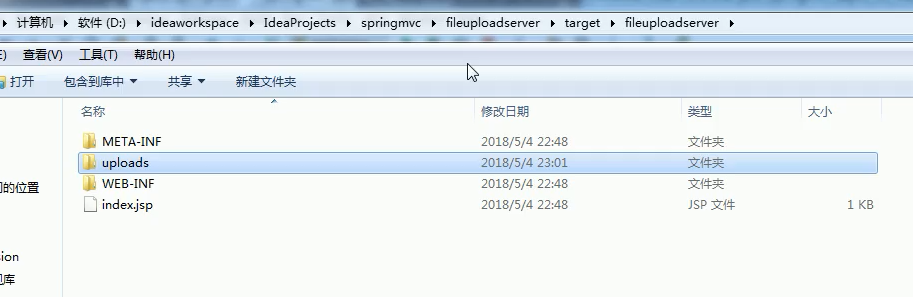 计算机 软件 (D:) ideaworkspace IdeaProjects springmvc fileuploadserver target fileuploadserver
E) 查看(V) 工具(T) 帮助(H)
打开 包含到库中 共享 新建文件夹
名称 修改日期 类型 大小
META-INF 2018/5/4 22:48 文件夹
uploads 2018/5/4 23:01 文件夹
的位置
WEB-INF 2018/5/4 22:48 文件夹
index.jsp 2018/5/4 22:48 JSP 文件 1 KB
sion
库